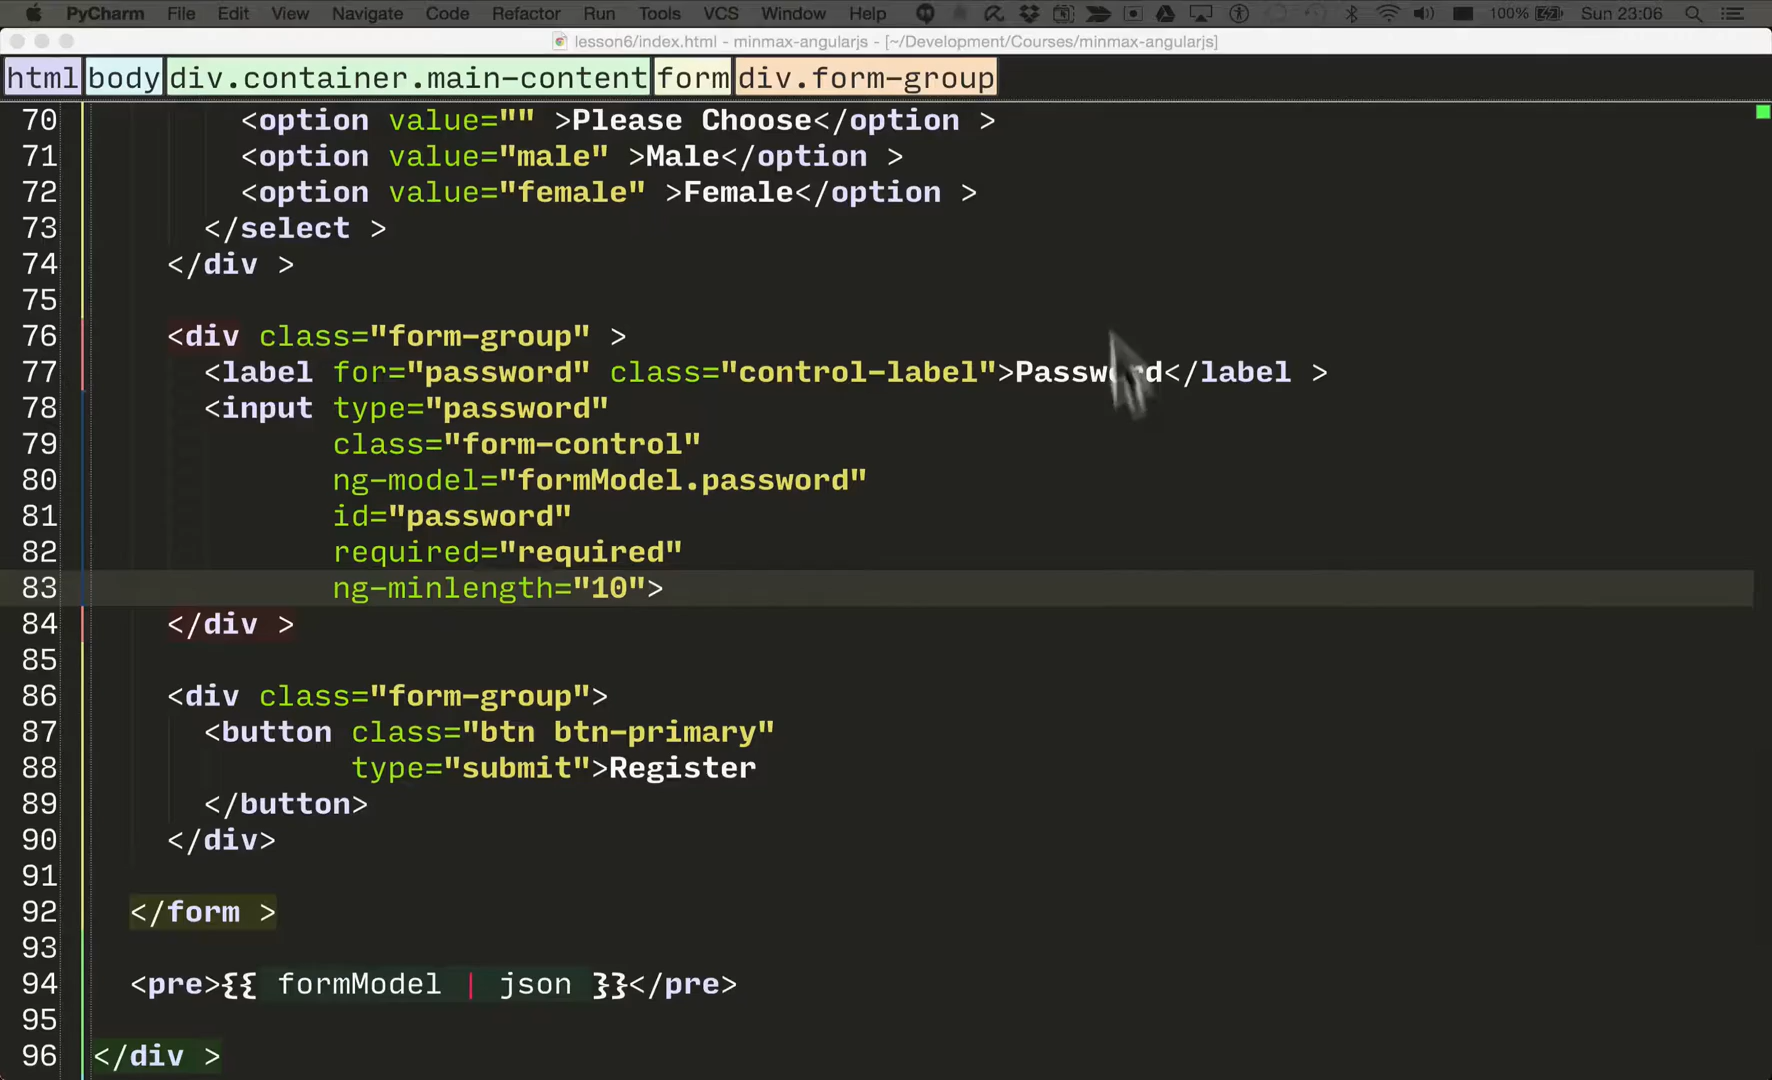 PyCharm File Edit View Navigate Code Refactor Run Tools VCS Window Help 100% Sun 23:06
lesson6/index.html - minmax-angularjs - [~/Development/Courses/minmax-angularjs]
html body div.container.main-content form div.form-group
70 <option value="" >Please Choose</option >
71 <option value="male" >Male</option >
72 <option value="female" >Female</option >
73 </select >
74 </div >
75
76 <div class="form-group" >
77 <label for="password" class="control-label">Password</label >
78 <input type="password"
79 class="form-control"
80 ng-model="formModel.password"
81 id="password"
82 required="required"
83 ng-minlength="10">
84 </div >
85
86 <div class="form-group">
87 <button class="btn btn-primary"
88 type="submit">Register
89 </button>
90 </div>
91
92 </form >
93
94 <pre>{{ formModel | json }}</pre>
95
96 </div >